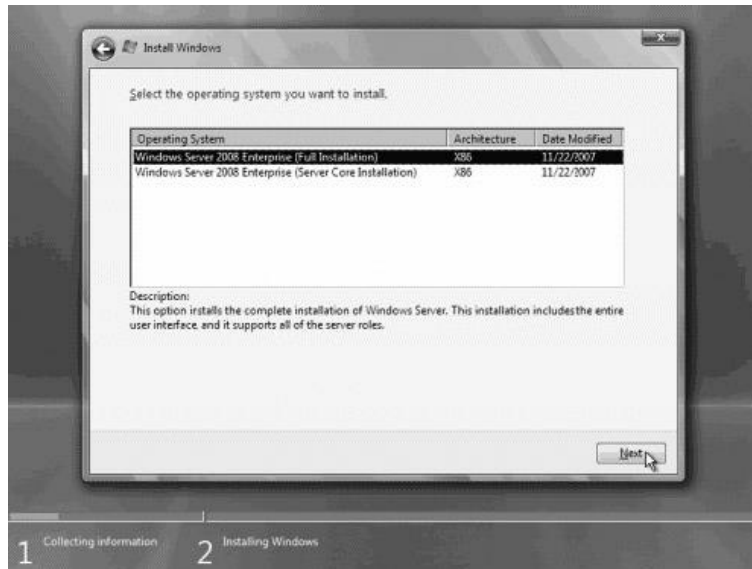 Install Windows
Select the operating system you want to install.
Operating System Architecture Date Modified
Windows Server 2008 Enterprise (Full Installation) X86 11/22/2007
Windows Server 2008 Enterprise (Server Core Installation) X86 11/22/2007
Description:
This option installs the complete installation of Windows Server. This installation includes the entire
user interface, and it supports all of the server roles.
Next
1 Collecting information 2 Installing Windows